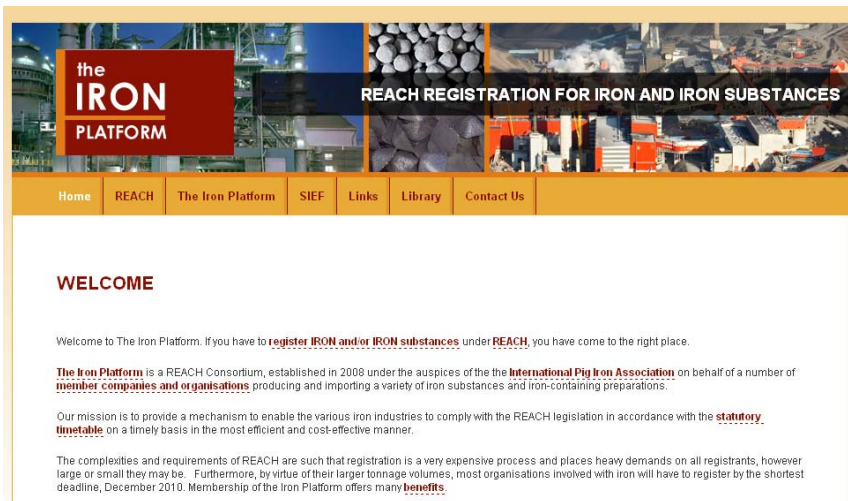 the
IRON
PLATFORM
REACH REGISTRATION FOR IRON AND IRON SUBSTANCES
Home REACH The Iron Platform SIEF Links Library Contact Us
WELCOME
Welcome to The Iron Platform. If you have to register IRON and/or IRON substances under REACH, you have come to the right place.
The Iron Platform is a REACH Consortium, established in 2008 under the auspices of the the International Pig Iron Association on behalf of a number of
member companies and organisations producing and importing a variety of iron substances and iron-containing preparations.
Our mission is to provide a mechanism to enable the various iron industries to comply with the REACH legislation in accordance with the statutory
timetable on a timely basis in the most efficient and cost-effective manner.
The complexities and requirements of REACH are such that registration is a very expensive process and places heavy demands on all registrants, however
large or small they may be. Furthermore, by virtue of their larger tonnage volumes, most organisations involved with iron will have to register by the shortest
deadline, December 2010. Membership of the Iron Platform offers many benefits.